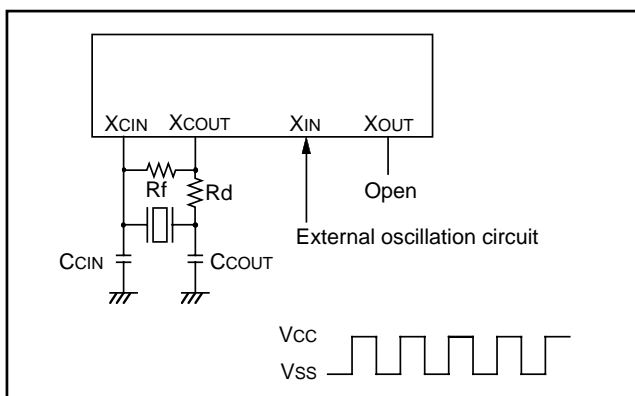 XCIN XCOUT XIN XOUT
Rf
Rd
Open
External oscillation circuit
CCIN
CCOUT
VCC
VSS